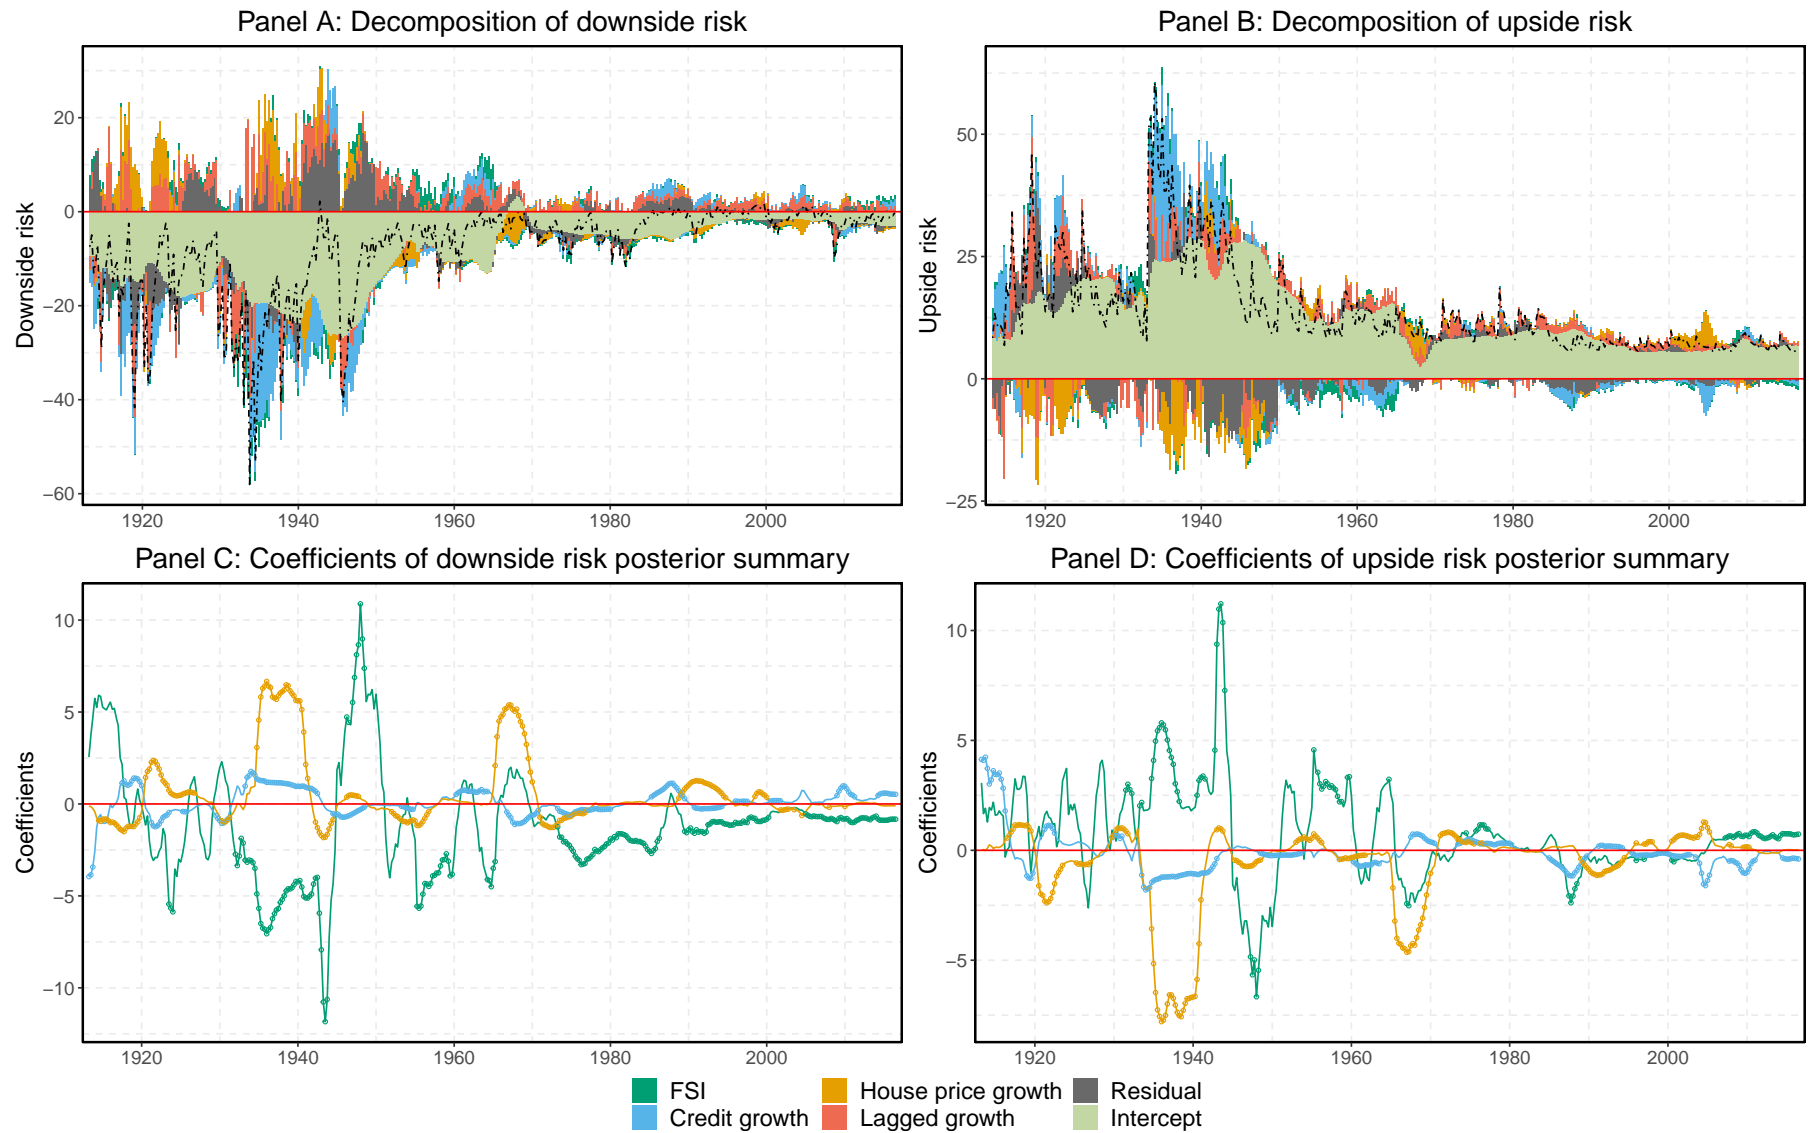 Panel A: Decomposition of downside risk
Panel B: Decomposition of upside risk
Downside risk
20
0
−20
−40
−60
1920 1940 1960 1980 2000
Upside risk
50
25
0
−25
1920 1940 1960 1980 2000
Panel C: Coefficients of downside risk posterior summary
Panel D: Coefficients of upside risk posterior summary
Coefficients
10
5
0
−5
−10
1920 1940 1960 1980 2000
Coefficients
10
5
0
−5
1920 1940 1960 1980 2000
FSI House price growth Residual
Credit growth Lagged growth Intercept